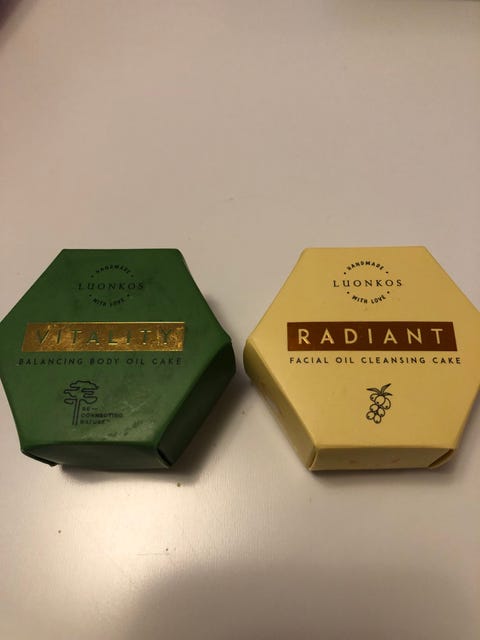 • HANDMADE •
LUONKOS
• WITH LOVE •
VITALITY
BALANCING BODY OIL CAKE
RE—
CONNECTING
NATURE™
• HANDMADE •
LUONKOS
• WITH LOVE •
RADIANT
FACIAL OIL CLEANSING CAKE